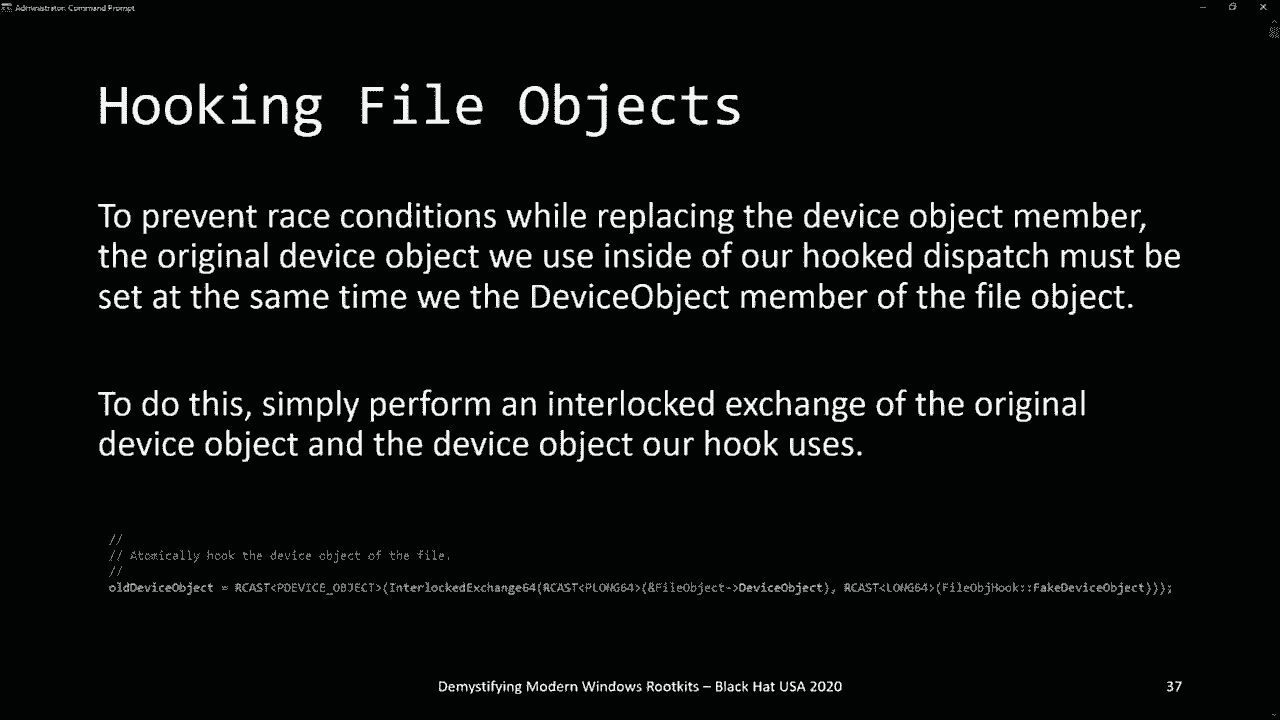 Administrator: Command Prompt
Hooking File Objects
To prevent race conditions while replacing the device object member,
the original device object we use inside of our hooked dispatch must be
set at the same time we the DeviceObject member of the file object.
To do this, simply perform an interlocked exchange of the original
device object and the device object our hook uses.
//
// Atomically hook the device object of the file.
//
oldDeviceObject = RCAST<PDEVICE_OBJECT>(InterlockedExchange64(RCAST<PLONG64>(&FileObject->DeviceObject), RCAST<LONG64>(FileObjHook::FakeDeviceObject)));
Demystifying Modern Windows Rootkits – Black Hat USA 2020
37